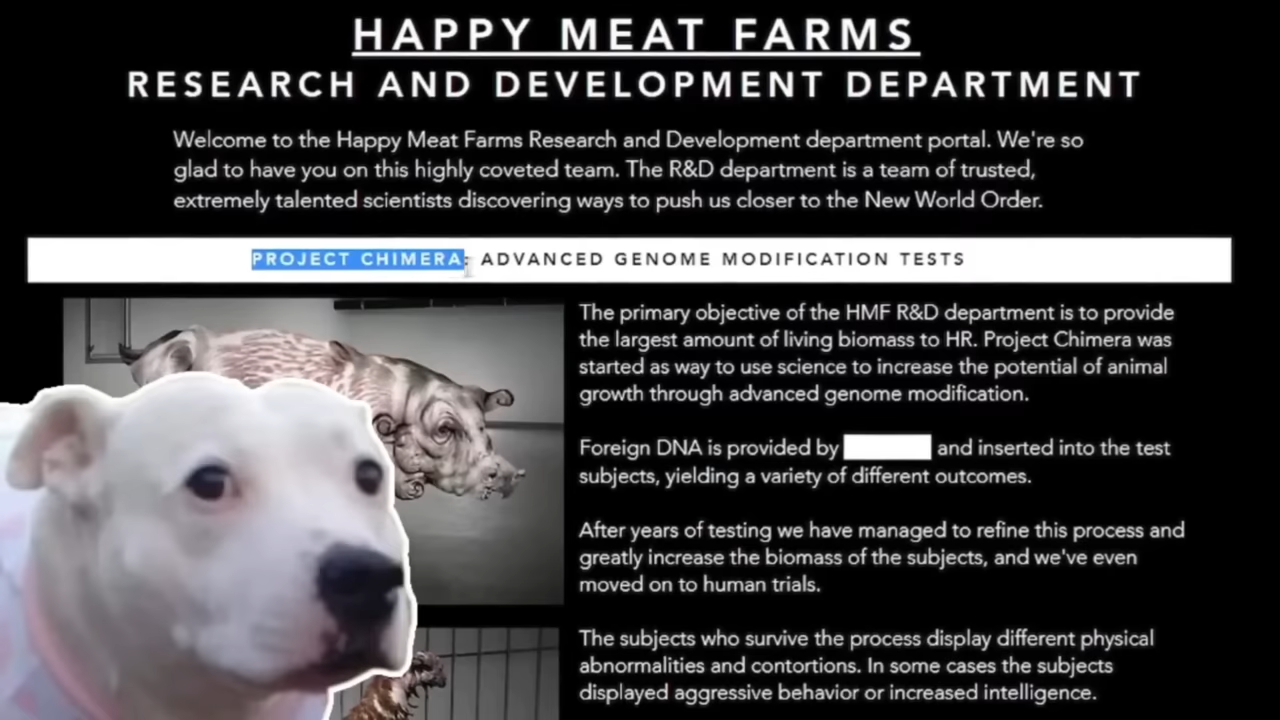 HAPPY MEAT FARMS
RESEARCH AND DEVELOPMENT DEPARTMENT
Welcome to the Happy Meat Farms Research and Development department portal. We're so
glad to have you on this highly coveted team. The R&D department is a team of trusted,
extremely talented scientists discovering ways to push us closer to the New World Order.
PROJECT CHIMERA: ADVANCED GENOME MODIFICATION TESTS
The primary objective of the HMF R&D department is to provide
the largest amount of living biomass to HR. Project Chimera was
started as way to use science to increase the potential of animal
growth through advanced genome modification.
Foreign DNA is provided by and inserted into the test
subjects, yielding a variety of different outcomes.
After years of testing we have managed to refine this process and
greatly increase the biomass of the subjects, and we've even
moved on to human trials.
The subjects who survive the process display different physical
abnormalities and contortions. In some cases the subjects
displayed aggressive behavior or increased intelligence.